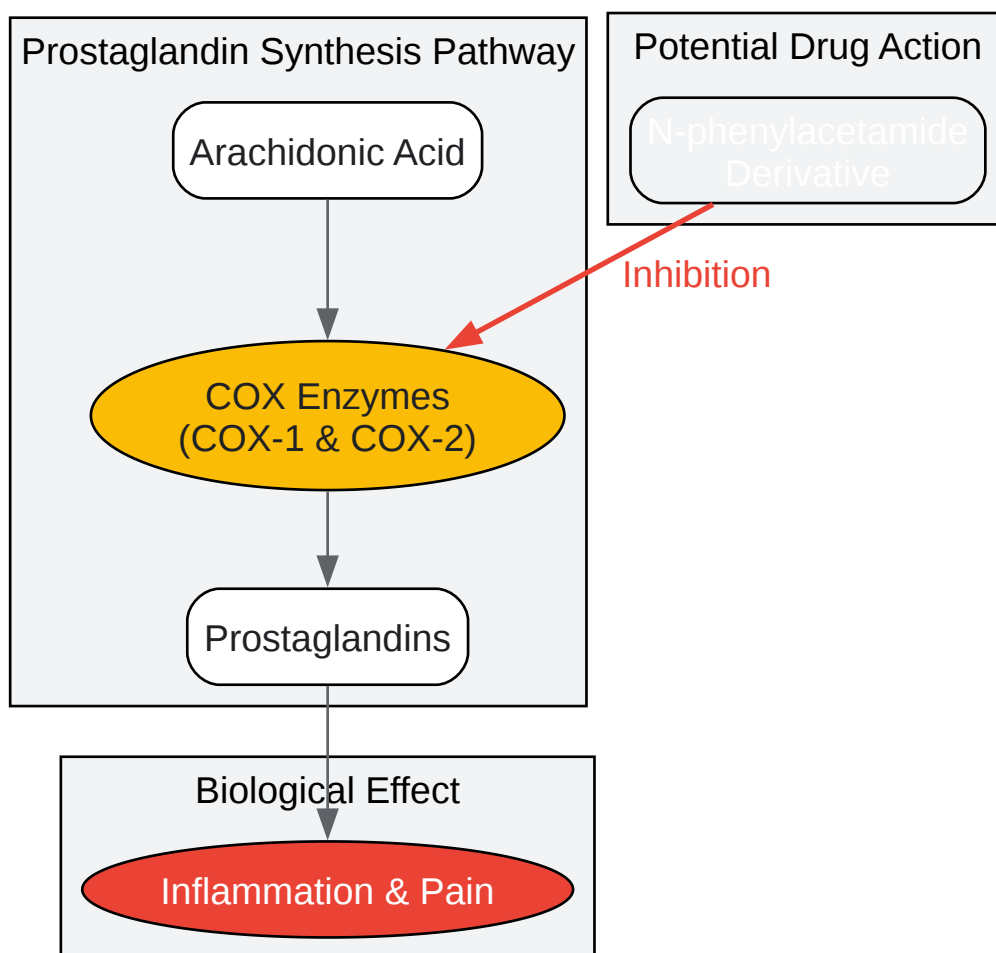 Prostaglandin Synthesis Pathway
Potential Drug Action
Arachidonic Acid
N-phenylacetamide
Derivative
Inhibition
COX Enzymes
(COX-1 & COX-2)
Prostaglandins
Biological Effect
Inflammation & Pain